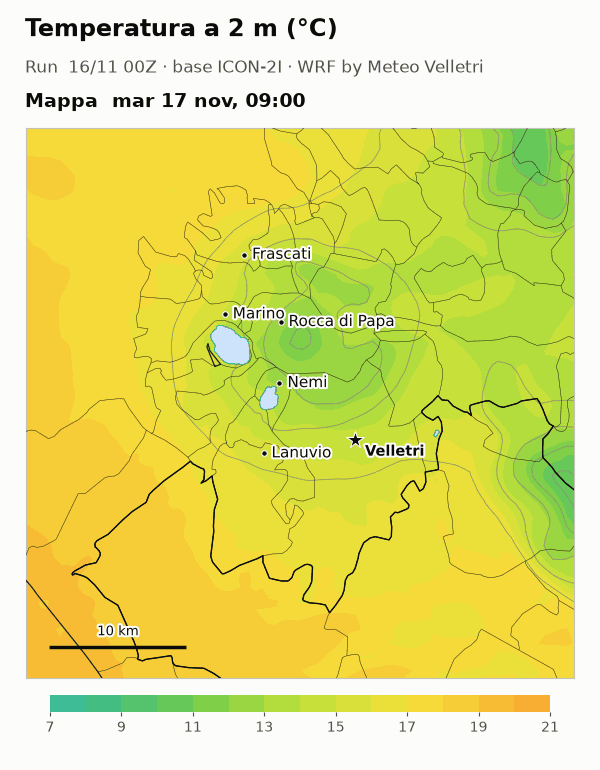 Temperatura a 2 m (°C)
Run  16/11 00Z · base ICON-2I · WRF by Meteo Velletri
Mappa  mar 17 nov, 09:00
Frascati
Marino
Rocca di Papa
Nemi
Velletri
Lanuvio
10 km
7 9 11 13 15 17 19 21